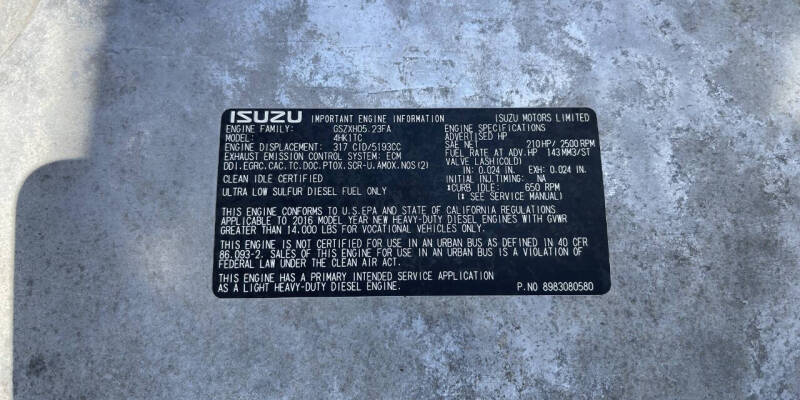 ISUZU IMPORTANT ENGINE INFORMATION ISUZU MOTORS LIMITED
ENGINE FAMILY: GSZXH05.23FA
MODEL: 4HK1TC
ENGINE DISPLACEMENT: 317 CID/5193CC
EXHAUST EMISSION CONTROL SYSTEM: ECM
DDI.EGRC.CAC.TC.DOC.PTOX.SCR-U.AMOX.NOS(2)
CLEAN IDLE CERTIFIED
ULTRA LOW SULFUR DIESEL FUEL ONLY
ENGINE SPECIFICATIONS
ADVERTISED HP
SAE NET 210HP/ 2500RPM
FUEL RATE AT ADV.HP 143MM3/ST
VALVE LASH(COLD)
IN: 0.024 IN. EXH: 0.024 IN.
INITIAL INJ.TIMING: NA
*CURB IDLE: 650 RPM
(* SEE SERVICE MANUAL)
THIS ENGINE CONFORMS TO U.S.EPA AND STATE OF CALIFORNIA REGULATIONS
APPLICABLE TO 2016 MODEL YEAR NEW HEAVY-DUTY DIESEL ENGINES WITH GVWR
GREATER THAN 14,000 LBS FOR VOCATIONAL VEHICLES ONLY.
THIS ENGINE IS NOT CERTIFIED FOR USE IN AN URBAN BUS AS DEFINED IN 40 CFR
86.093-2. SALES OF THIS ENGINE FOR USE IN AN URBAN BUS IS A VIOLATION OF
FEDERAL LAW UNDER THE CLEAN AIR ACT.
THIS ENGINE HAS A PRIMARY INTENDED SERVICE APPLICATION
AS A LIGHT HEAVY-DUTY DIESEL ENGINE. P.NO 8983080580